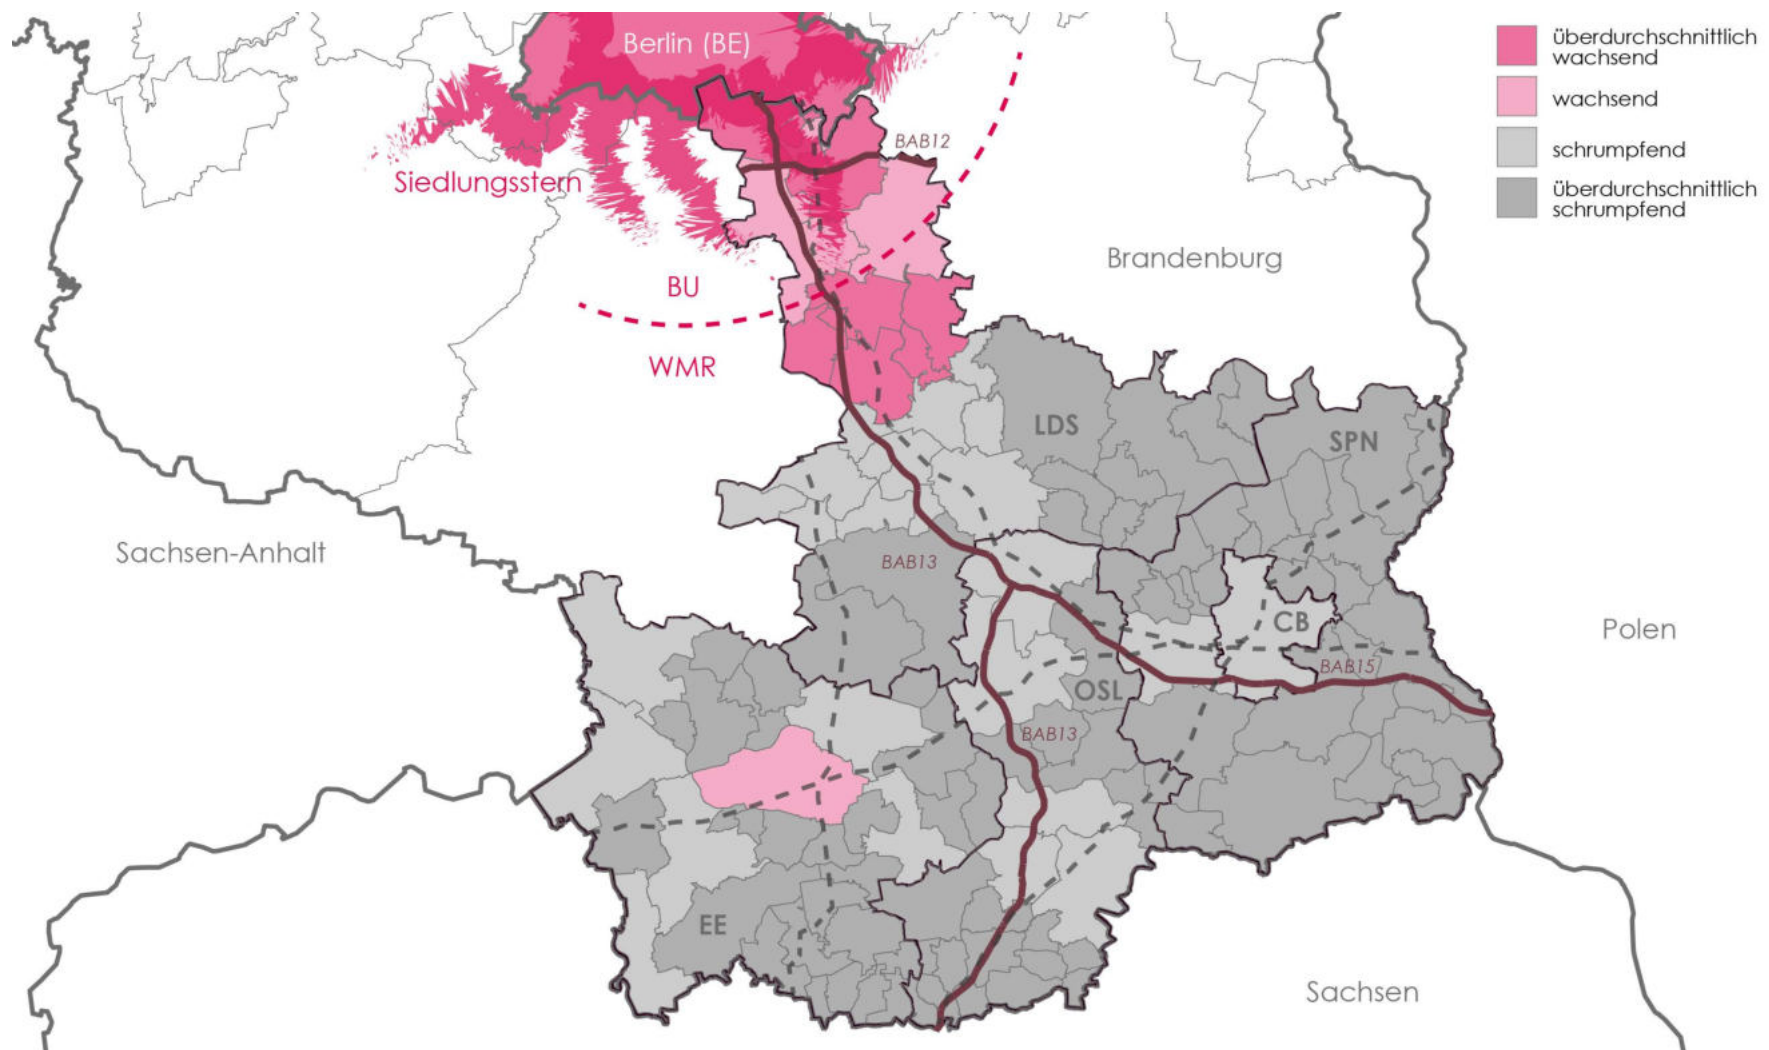 Berlin (BE)
überdurchschnittlich
wachsend
wachsend
schrumpfend
überdurchschnittlich
schrumpfend
BAB12
Siedlungsstern
Brandenburg
BU
WMR
LDS
SPN
Sachsen-Anhalt
BAB13
CB
Polen
BAB15
OSL
BAB13
EE
Sachsen